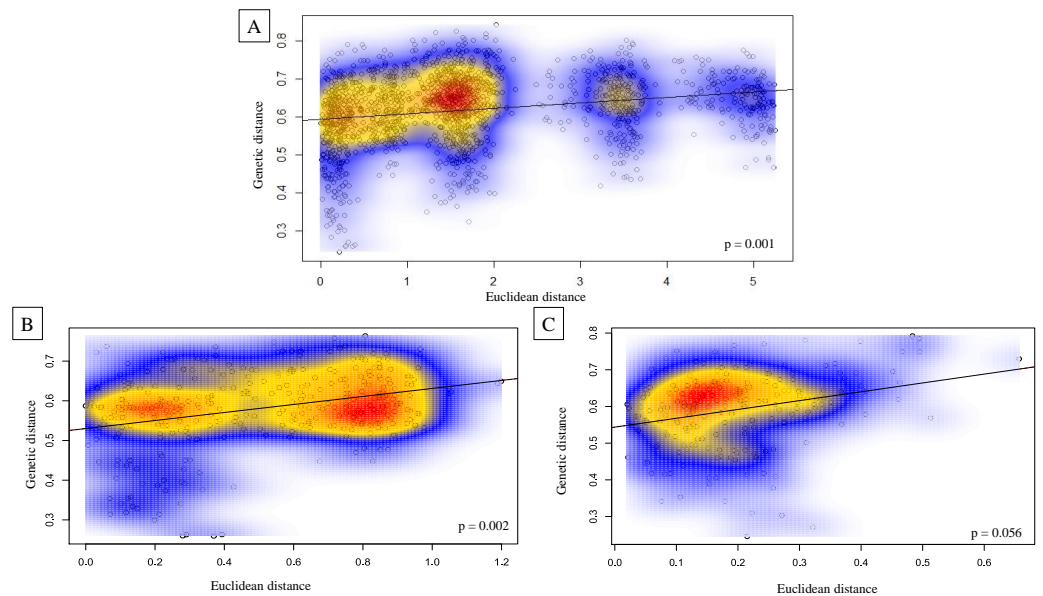 A
0.3 0.4 0.5 0.6 0.7 0.8
Genetic distance
p = 0.001
0 1 2 3 4 5
Euclidean distance
B
0.3 0.4 0.5 0.6 0.7
Genetic distance
p = 0.002
0.0 0.2 0.4 0.6 0.8 1.0 1.2
Euclidean distance
C
0.3 0.4 0.5 0.6 0.7 0.8
Genetic distance
p = 0.056
0.0 0.1 0.2 0.3 0.4 0.5 0.6
Euclidean distance